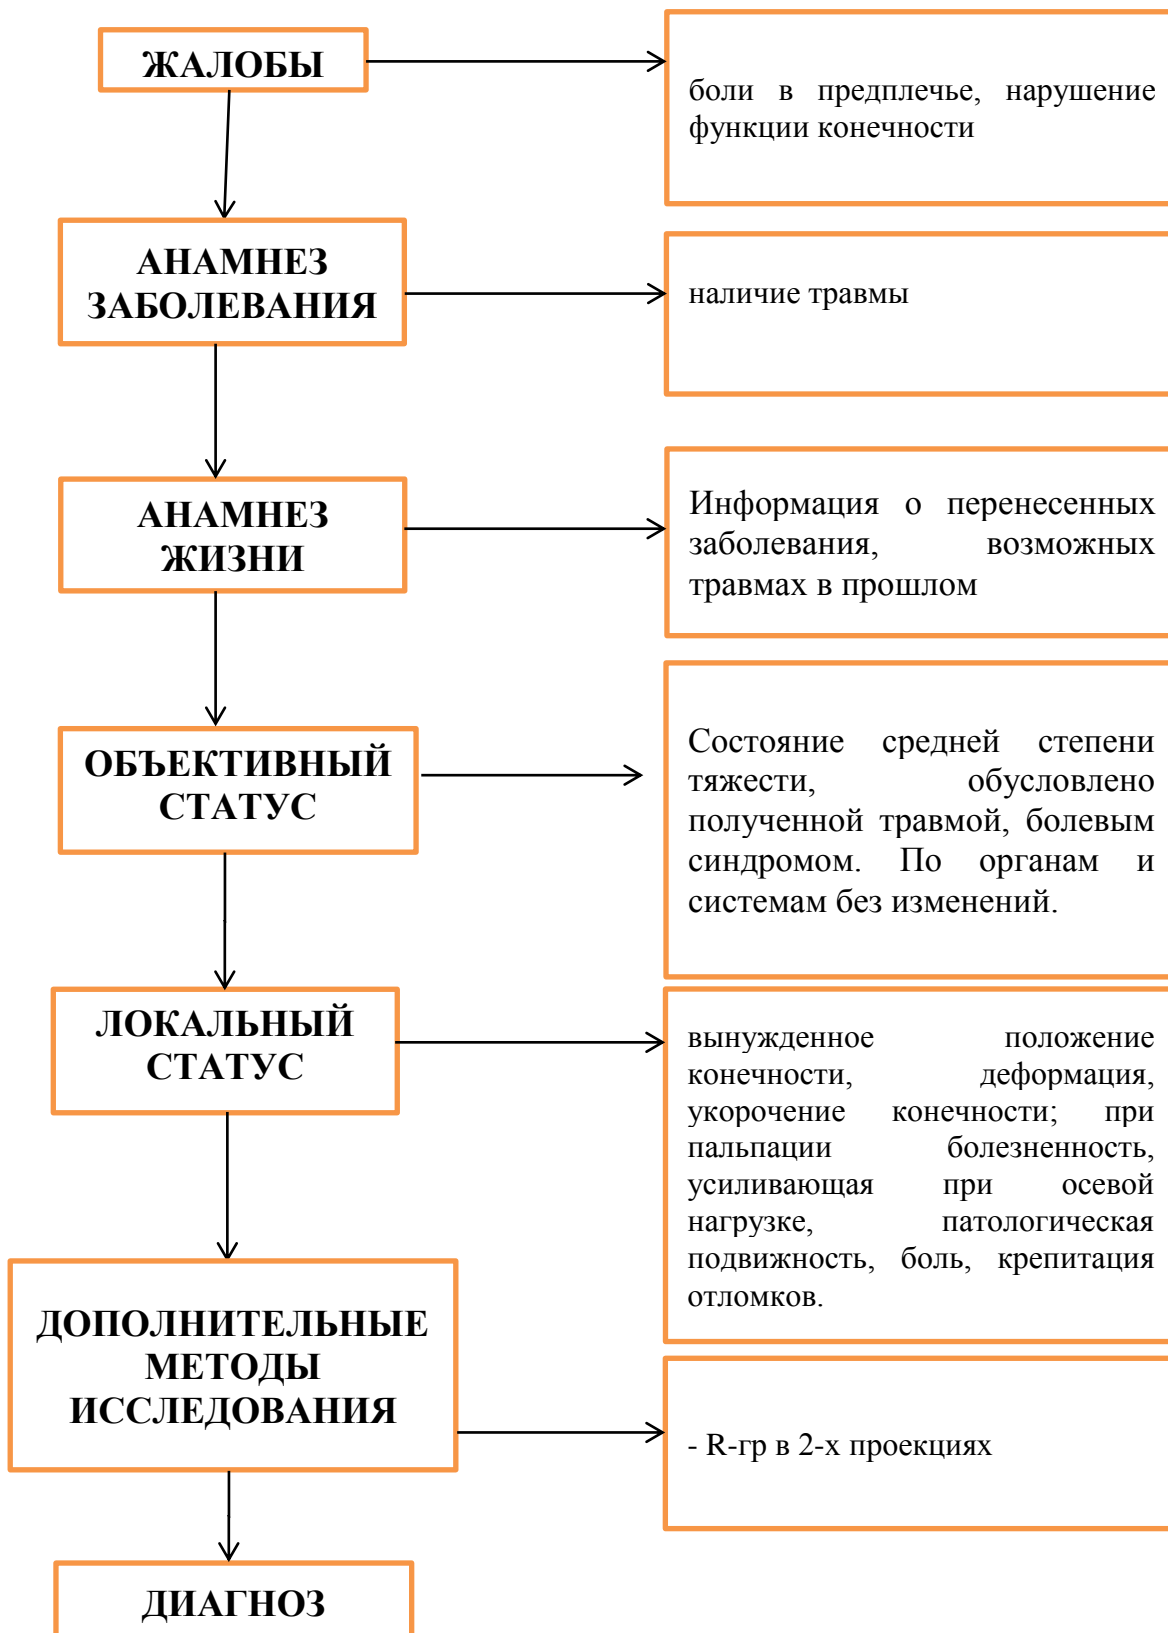 ЖАЛОБЫ
боли в предплечье, нарушение
функции конечности
АНАМНЕЗ
ЗАБОЛЕВАНИЯ
наличие травмы
АНАМНЕЗ
ЖИЗНИ
Информация о перенесенных
заболевания, возможных
травмах в прошлом
ОБЪЕКТИВНЫЙ
СТАТУС
Состояние средней степени
тяжести, обусловлено
полученной травмой, болевым
синдромом. По органам и
системам без изменений.
ЛОКАЛЬНЫЙ
СТАТУС
вынужденное положение
конечности, деформация,
укорочение конечности; при
пальпации болезненность,
усиливающая при осевой
нагрузке, патологическая
подвижность, боль, крепитация
отломков.
ДОПОЛНИТЕЛЬНЫЕ
МЕТОДЫ
ИССЛЕДОВАНИЯ
- R-гр в 2-х проекциях
ДИАГНОЗ